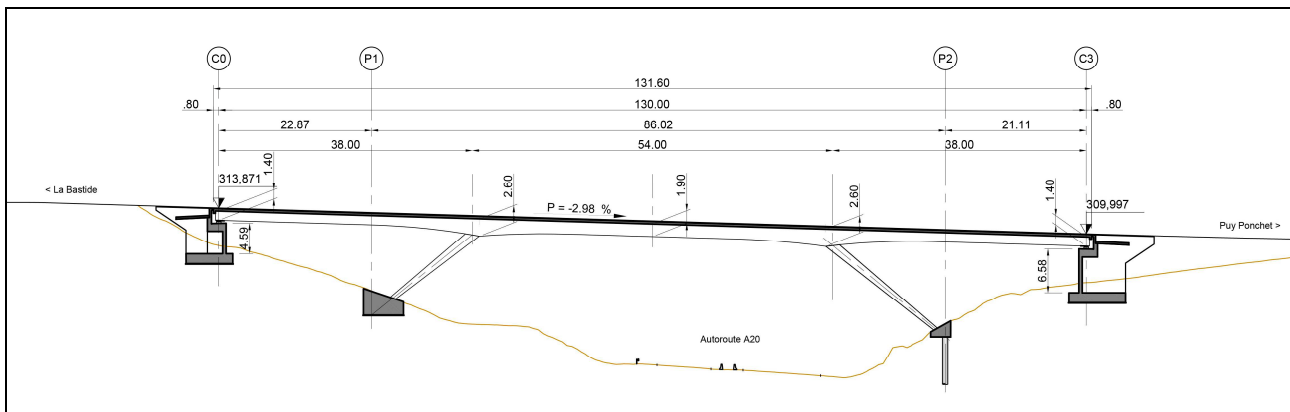 C0
P1
P2
C3
131.60
.80
130.00
.80
22.87
86.02
21.11
38.00
54.00
38.00
1.40
2.60
1.90
2.60
1.40
< La Bastide
313,871
P = -2.98 %
309,997
Puy Ponchet >
4.59
6.58
Autoroute A20